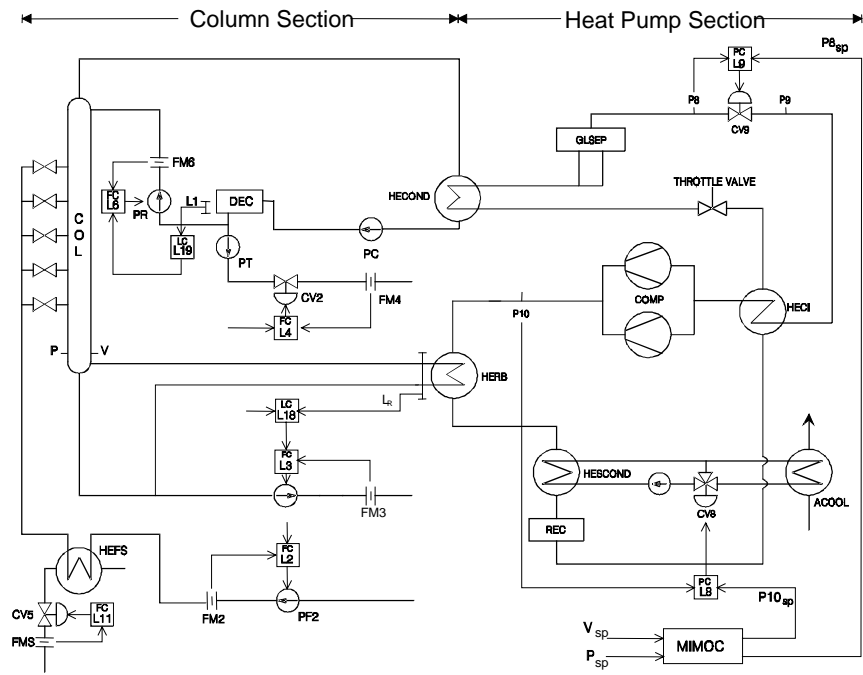 Column Section
Heat Pump Section
P8sp
PC
L9
P8
P9
CV9
GLSEP
FM6
THROTTLE VALVE
FC
L6
L1
DEC
HECOND
PR
C
O
L
LC
L19
PC
PT
CV2
FM4
COMP
HECI
P10
FC
L4
P
V
HERB
LR
LC
L18
FC
L3
HESCOND
CV8
ACOOL
FM3
REC
HEFS
FC
L2
CV5
FC
L11
PC
L8
P10sp
FM2
PF2
FMS
Vsp
MIMOC
Psp